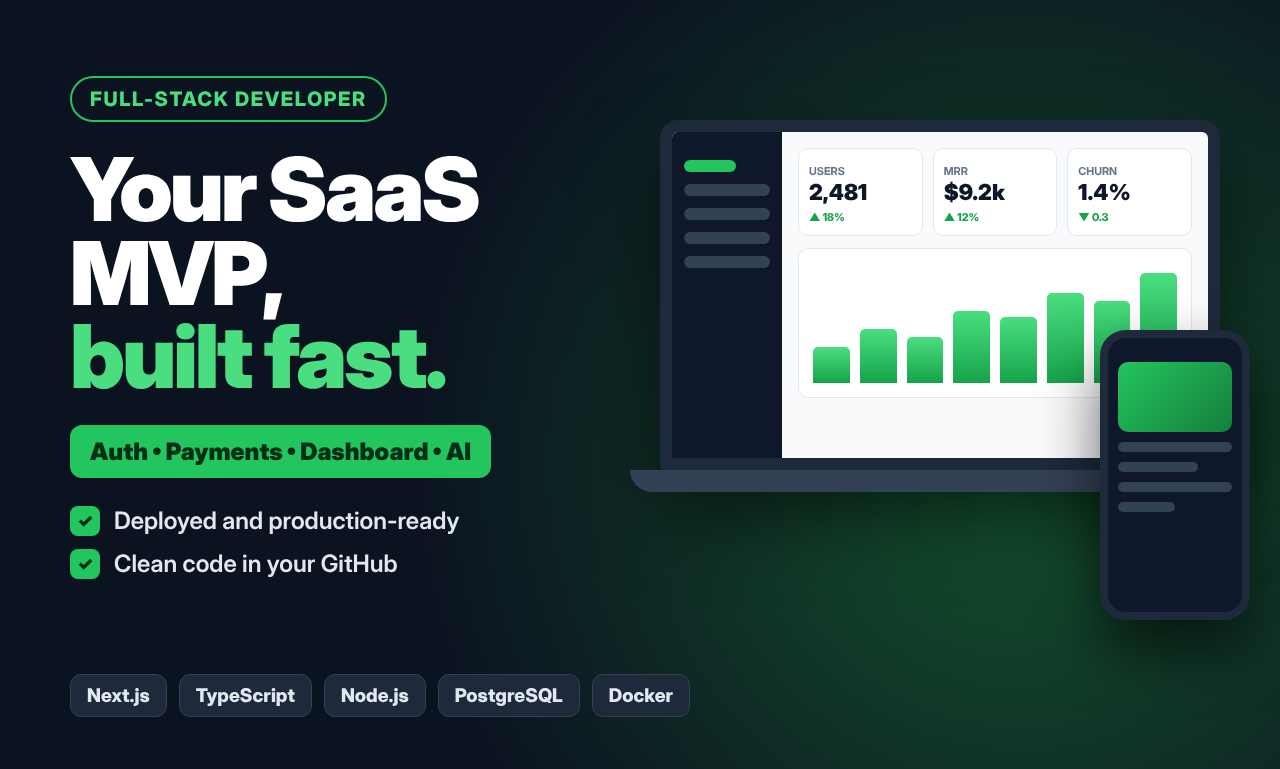 FULL-STACK DEVELOPER
Your SaaS
MVP,
built fast.
Auth • Payments • Dashboard • AI
Deployed and production-ready
Clean code in your GitHub
Next.js TypeScript Node.js PostgreSQL Docker
USERS MRR CHURN
2,481 $9.2k 1.4%
▲ 18% ▲ 12% ▼ 0.3